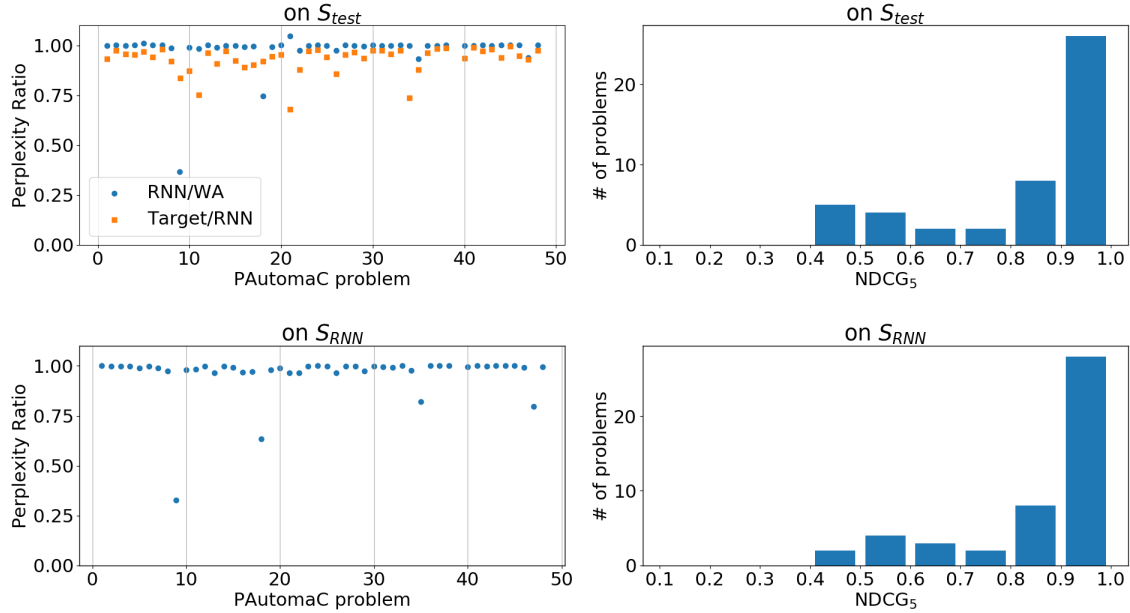 on S_test
Perplexity Ratio
1.00
0.75
0.50
0.25
0.00
RNN/WA
Target/RNN
0 10 20 30 40 50
PAutomaC problem
on S_test
# of problems
20
10
0
0.1 0.2 0.3 0.4 0.5 0.6 0.7 0.8 0.9 1.0
NDCG₅
on S_RNN
Perplexity Ratio
1.00
0.75
0.50
0.25
0.00
0 10 20 30 40 50
PAutomaC problem
on S_RNN
# of problems
20
10
0
0.1 0.2 0.3 0.4 0.5 0.6 0.7 0.8 0.9 1.0
NDCG₅